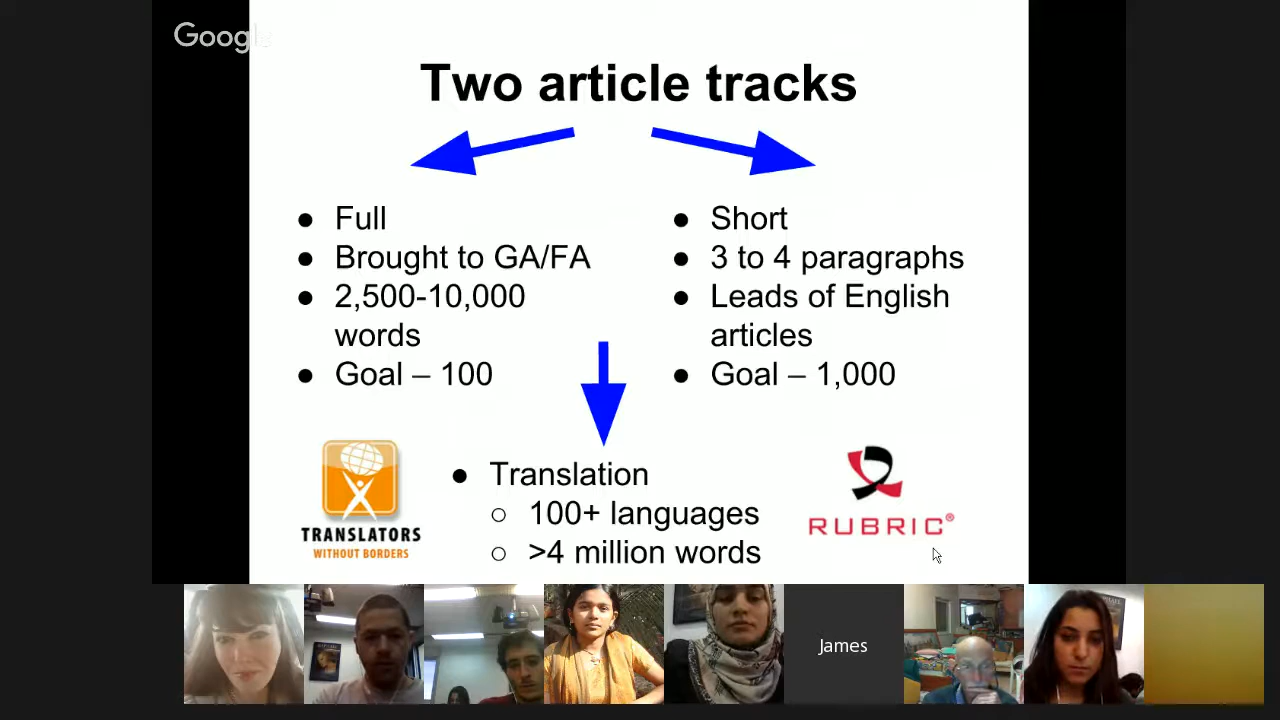 Google
Two article tracks
● Full
● Brought to GA/FA
● 2,500-10,000
words
● Goal – 100
● Short
● 3 to 4 paragraphs
● Leads of English
articles
● Goal – 1,000
● Translation
○ 100+ languages
○ >4 million words
TRANSLATORS
WITHOUT BORDERS
RUBRIC®
James